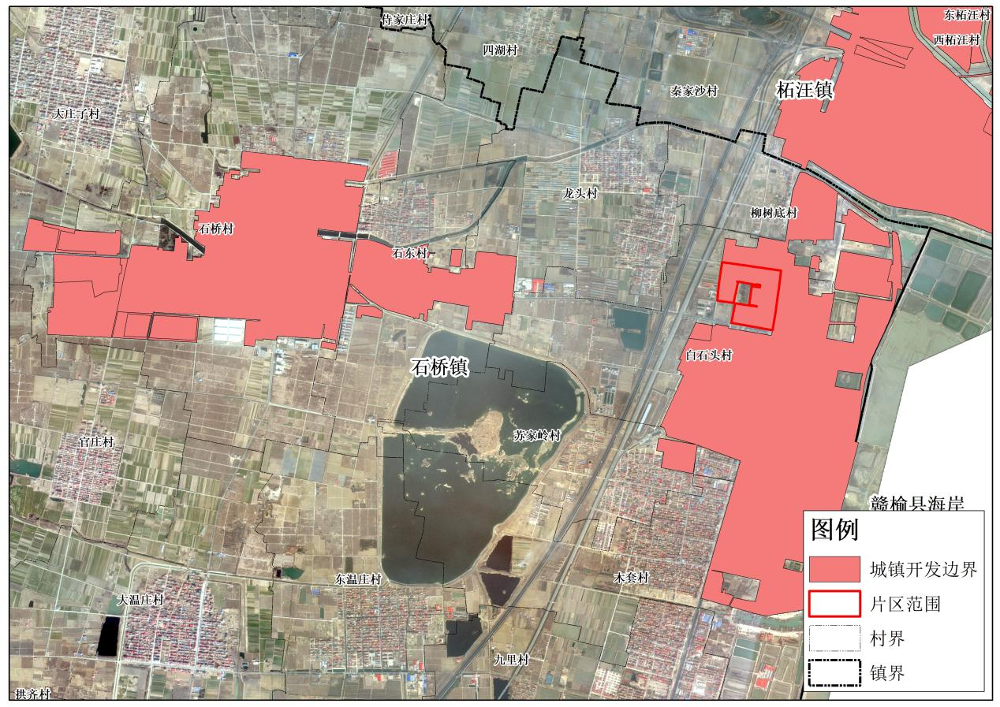 侍家庄村
东柘汪村
西柘汪村
四湖村
秦家沙村
柘汪镇
大庄子村
龙头村
柳树底村
石桥村
石东村
白石头村
石桥镇
苏家岭村
官庄村
赣榆县海岸
东温庄村
木套村
大温庄村
九里村
拱齐村
图例
城镇开发边界
片区范围
村界
镇界